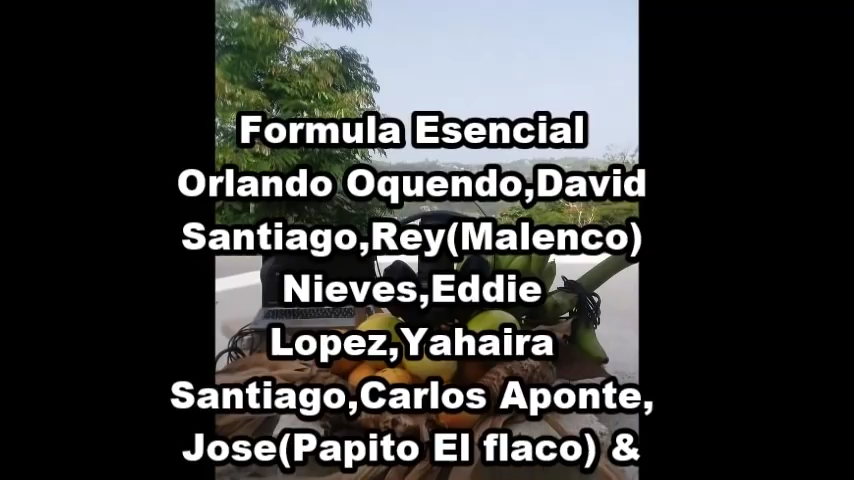 Formula Esencial
Orlando Oquendo,David
Santiago,Rey(Malenco)
Nieves,Eddie
Lopez,Yahaira
Santiago,Carlos Aponte,
Jose(Papito El flaco) &